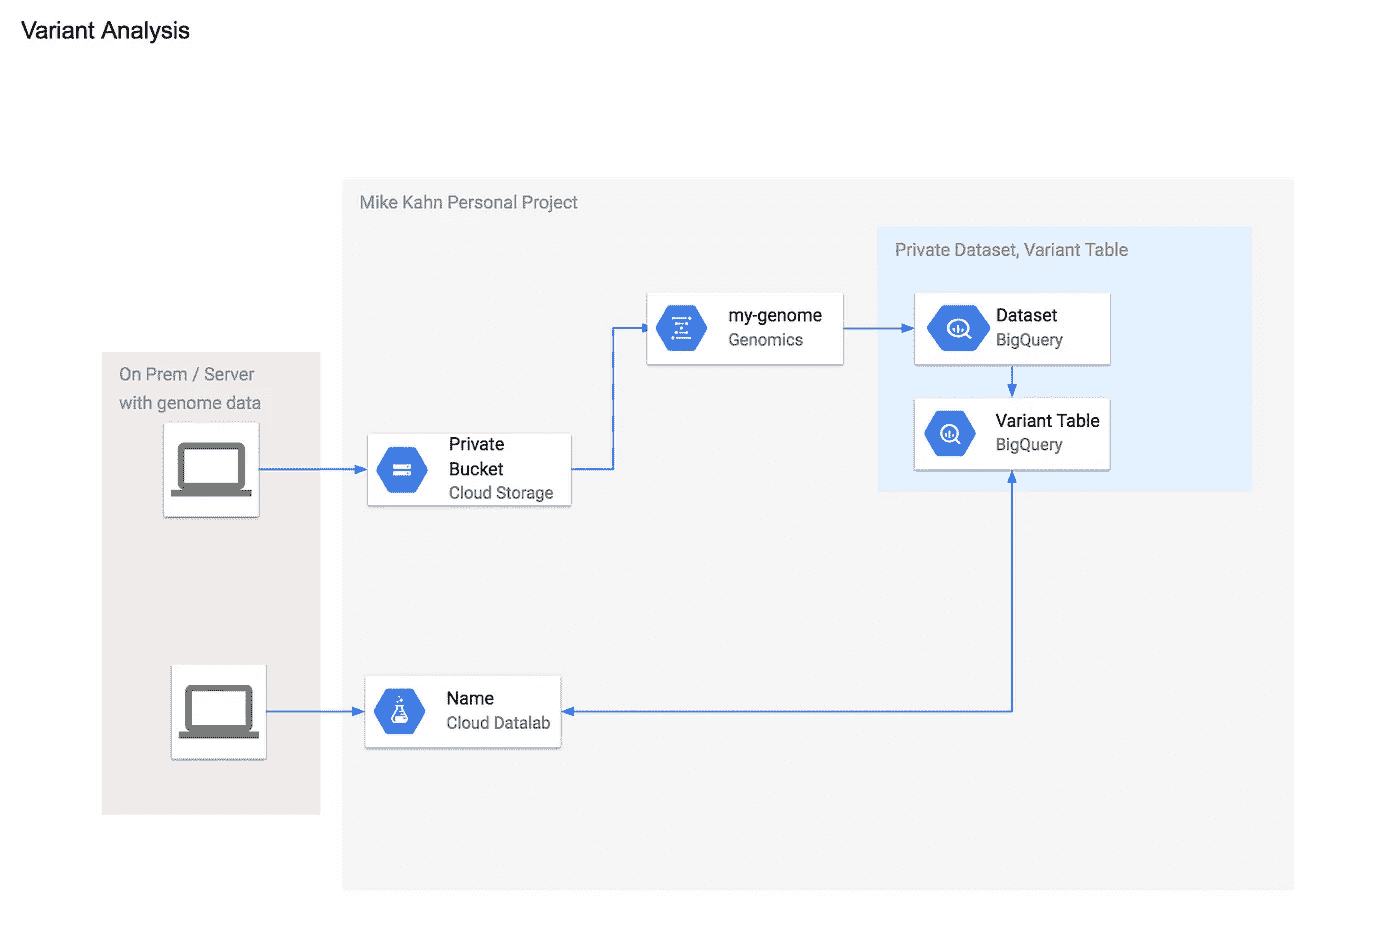 Variant Analysis
Mike Kahn Personal Project
Private Dataset, Variant Table
my-genome
Genomics
Dataset
BigQuery
On Prem / Server
with genome data
Variant Table
BigQuery
Private
Bucket
Cloud Storage
Name
Cloud Datalab